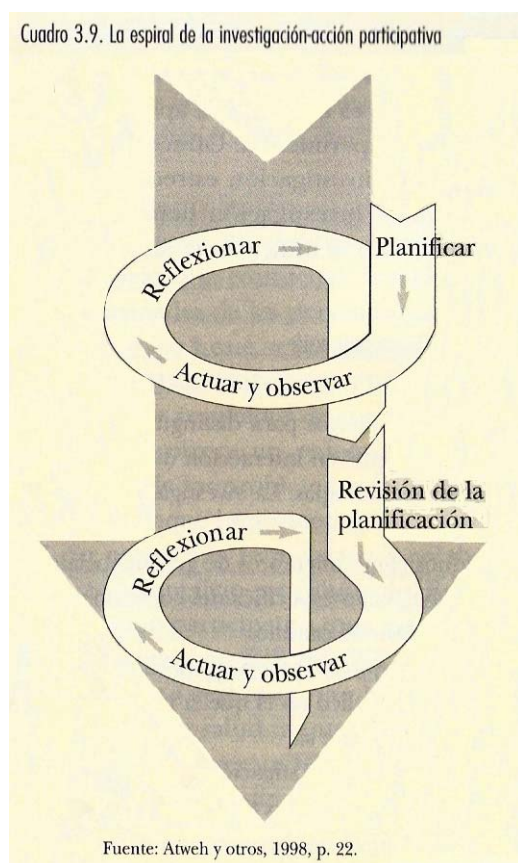 Cuadro 3.9. La espiral de la investigación-acción participativa
Reflexionar
Planificar
Actuar y observar
Revisión de la
planificación
Reflexionar
Actuar y observar
Fuente: Atweh y otros, 1998, p. 22.